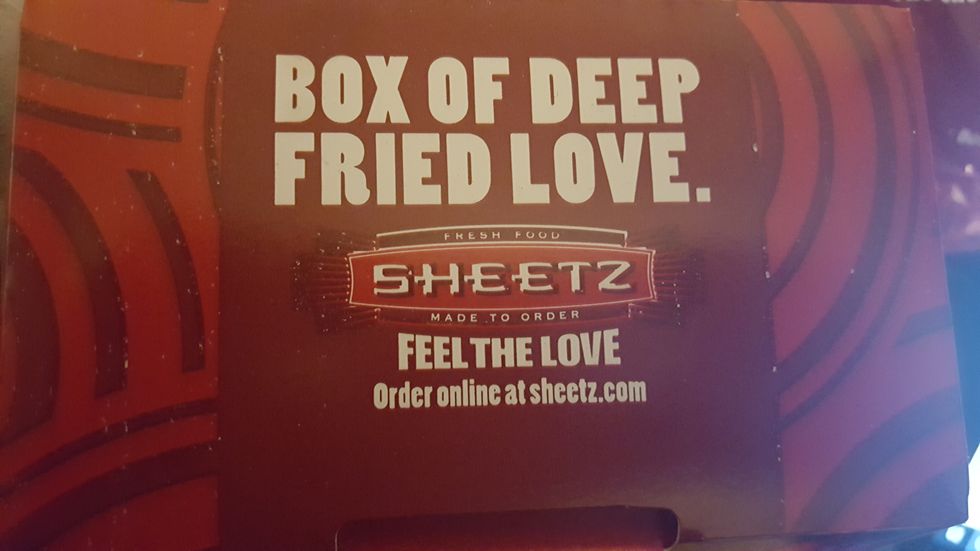 BOX OF DEEP
FRIED LOVE.
FRESH FOOD
SHEETZ
MADE TO ORDER
FEEL THE LOVE
Order online at sheetz.com